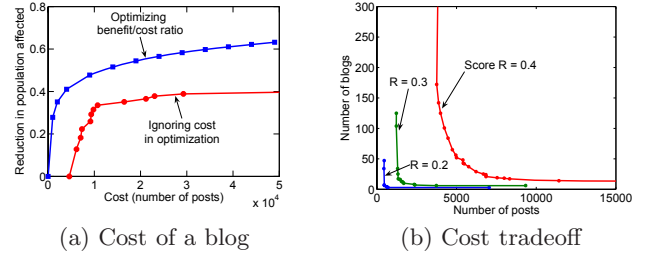 Reduction in population affected
0.8
0.6
0.4
0.2
0
Optimizing
benefit/cost ratio
Ignoring cost
in optimization
0 1 2 3 4 5
Cost (number of posts)
x 10^4
(a) Cost of a blog
Number of blogs
300
250
200
150
100
50
0
Score R = 0.4
R = 0.3
R = 0.2
0 5000 10000 15000
Number of posts
(b) Cost tradeoff